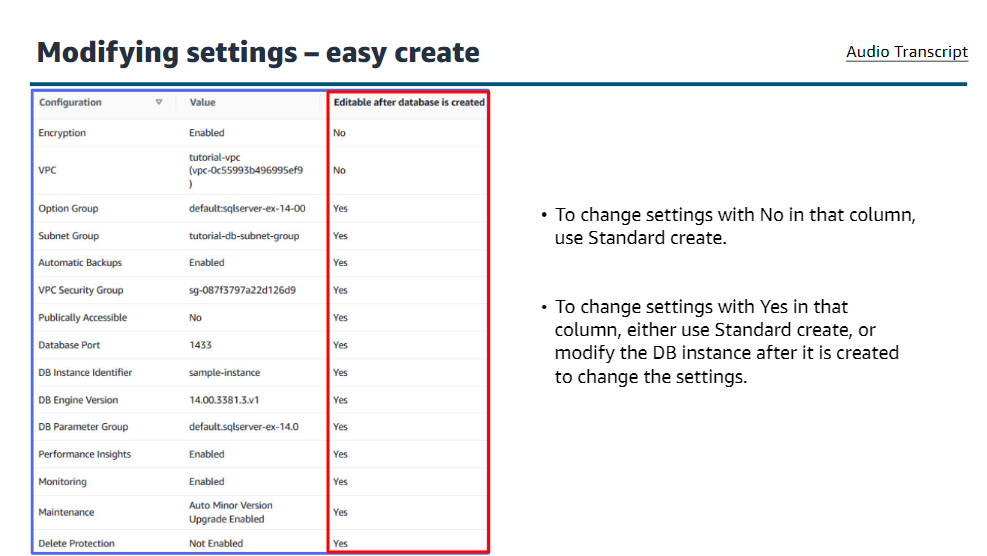 Modifying settings – easy create
Audio Transcript
Configuration Value Editable after database is created
Encryption Enabled No
VPC tutorial-vpc (vpc-0c55993b496995ef9 ) No
Option Group default:sqlserver-ex-14-00 Yes
Subnet Group tutorial-db-subnet-group Yes
Automatic Backups Enabled Yes
VPC Security Group sg-087f3797a22d126d9 Yes
Publically Accessible No Yes
Database Port 1433 Yes
DB Instance Identifier sample-instance Yes
DB Engine Version 14.00.3381.3.v1 Yes
DB Parameter Group default.sqlserver-ex-14.0 Yes
Performance Insights Enabled Yes
Monitoring Enabled Yes
Maintenance Auto Minor Version Upgrade Enabled Yes
Delete Protection Not Enabled Yes
• To change settings with No in that column,
use Standard create.
• To change settings with Yes in that
column, either use Standard create, or
modify the DB instance after it is created
to change the settings.